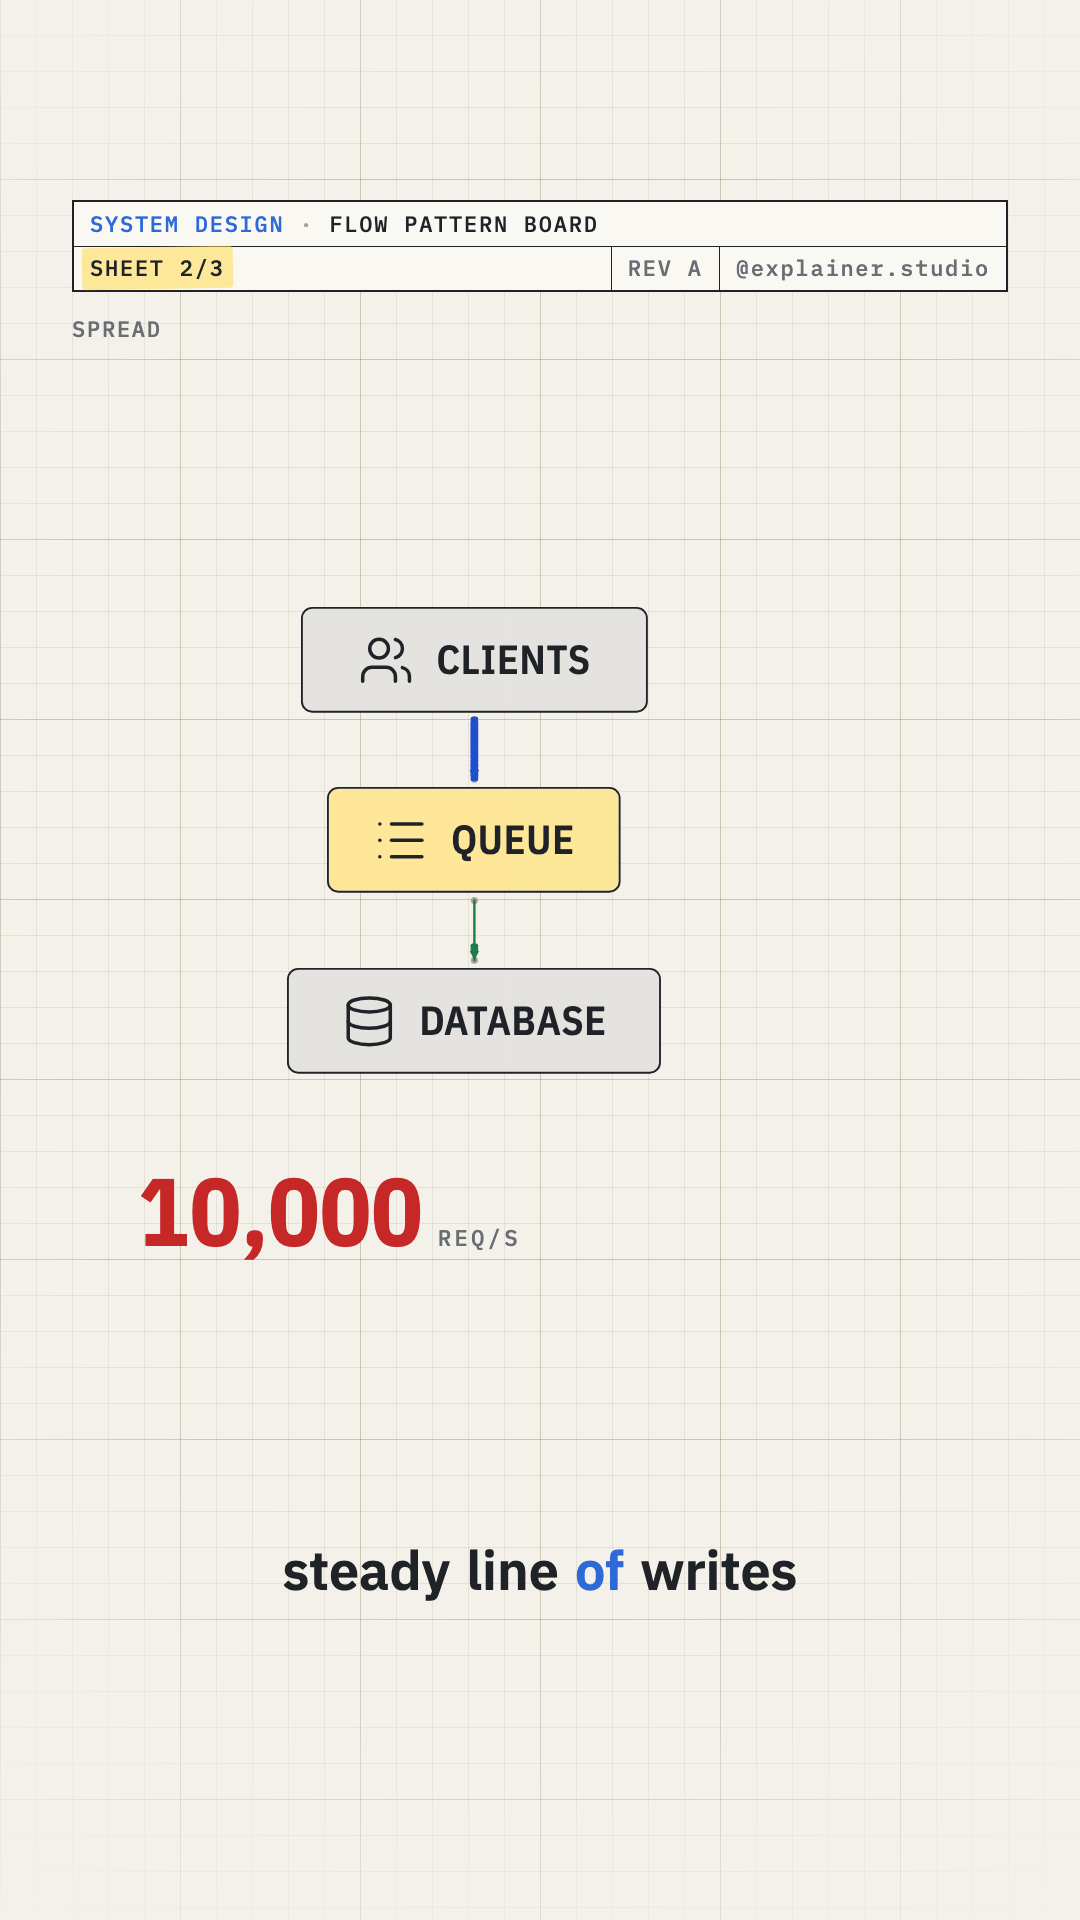 SYSTEM DESIGN · FLOW PATTERN BOARD
SHEET 2/3 REV A @explainer.studio
SPREAD
CLIENTS
QUEUE
DATABASE
10,000 REQ/S
steady line of writes